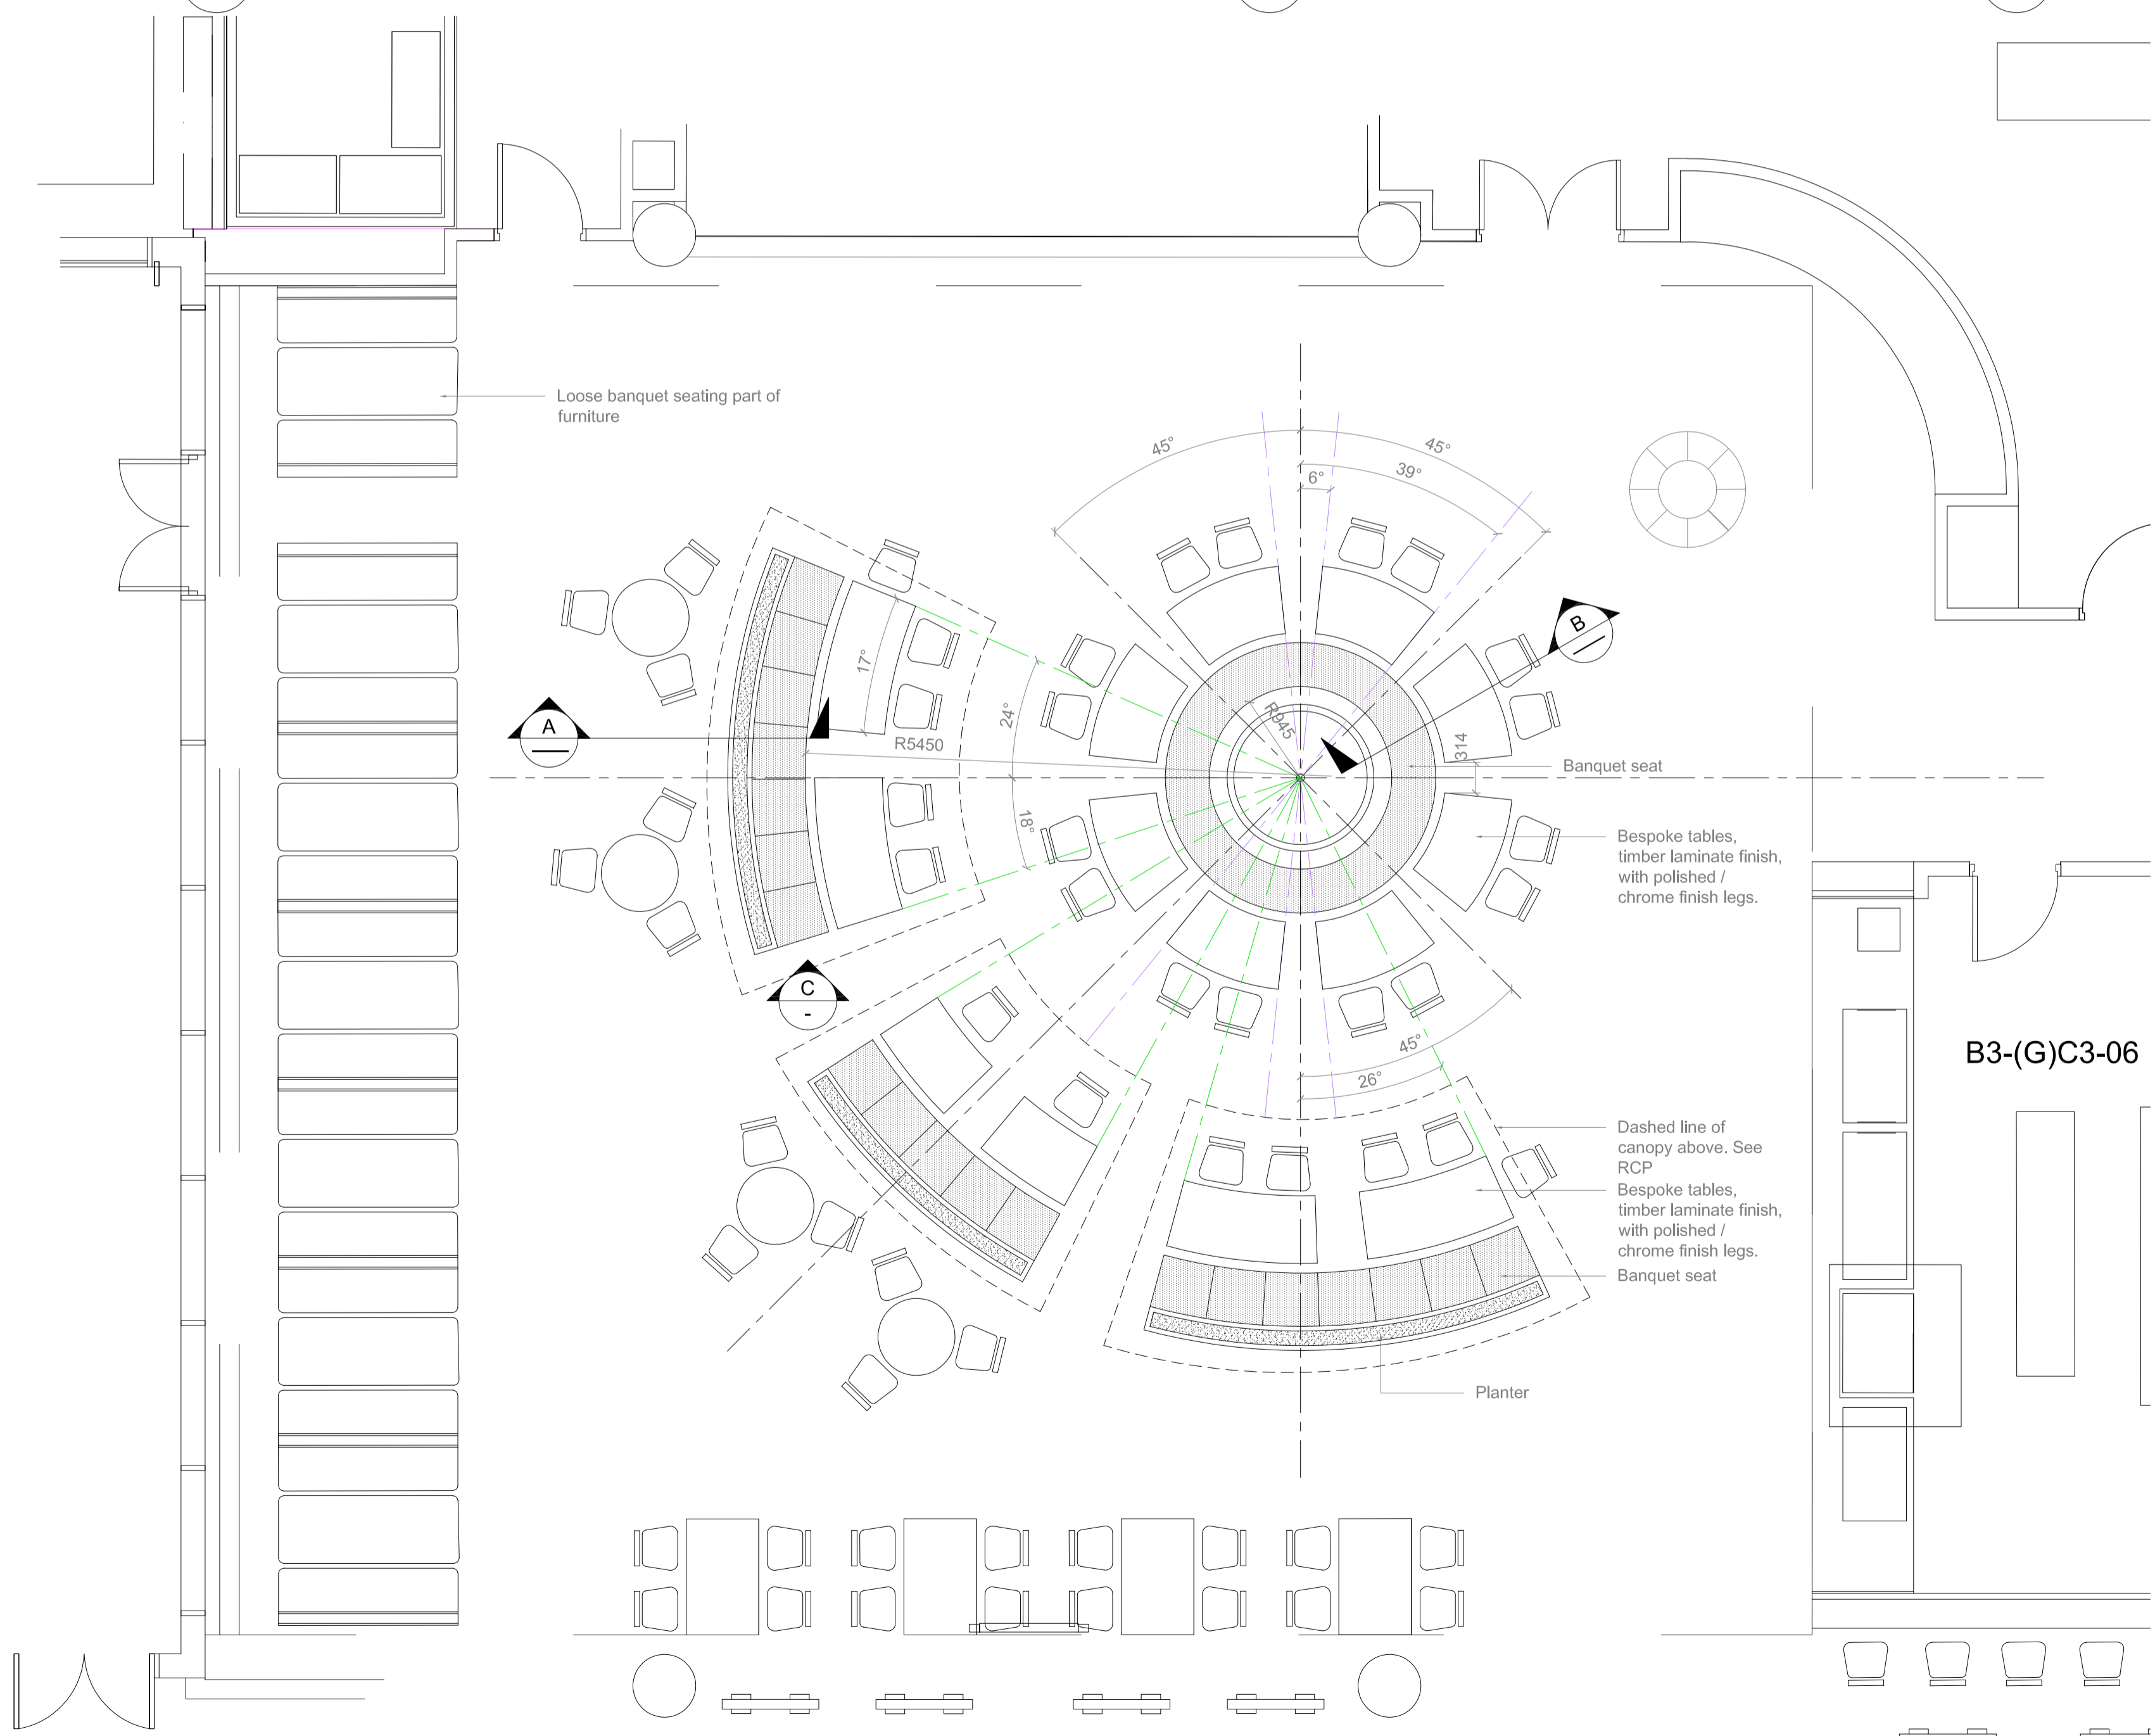 Loose banquet seating part of
furniture
45°
45°
39°
6°
B
17°
24°
A
R5450
R945
314
Banquet seat
18°
Bespoke tables,
timber laminate finish,
with polished /
chrome finish legs.
C
-
45°
26°
B3-(G)C3-06
Dashed line of
canopy above. See
RCP
Bespoke tables,
timber laminate finish,
with polished /
chrome finish legs.
Banquet seat
Planter